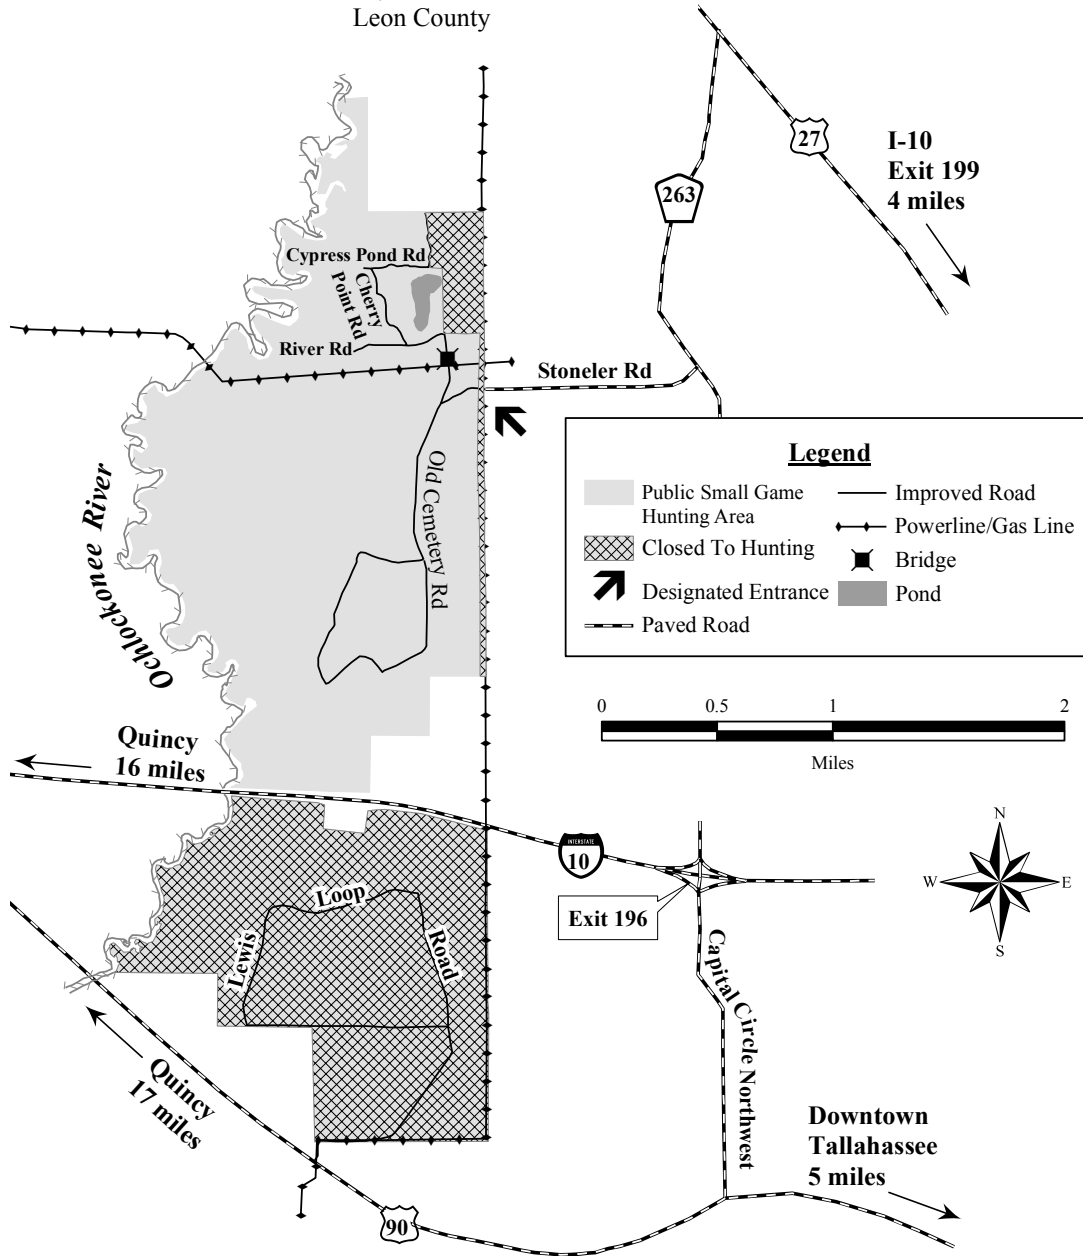 Leon County
27
I-10
Exit 199
4 miles
263
Cypress Pond Rd
Cherry
Point Rd
River Rd
Stoneler Rd
Old Cemetery Rd
Ochlockonee River
Legend
Public Small Game
Hunting Area
Closed To Hunting
Designated Entrance
Paved Road
Improved Road
Powerline/Gas Line
Bridge
Pond
0 0.5 1 2
Miles
Quincy
16 miles
INTERSTATE
10
Exit 196
N
W E
S
Lewis
Loop
Road
Capital Circle Northwest
Quincy
17 miles
Downtown
Tallahassee
5 miles
90